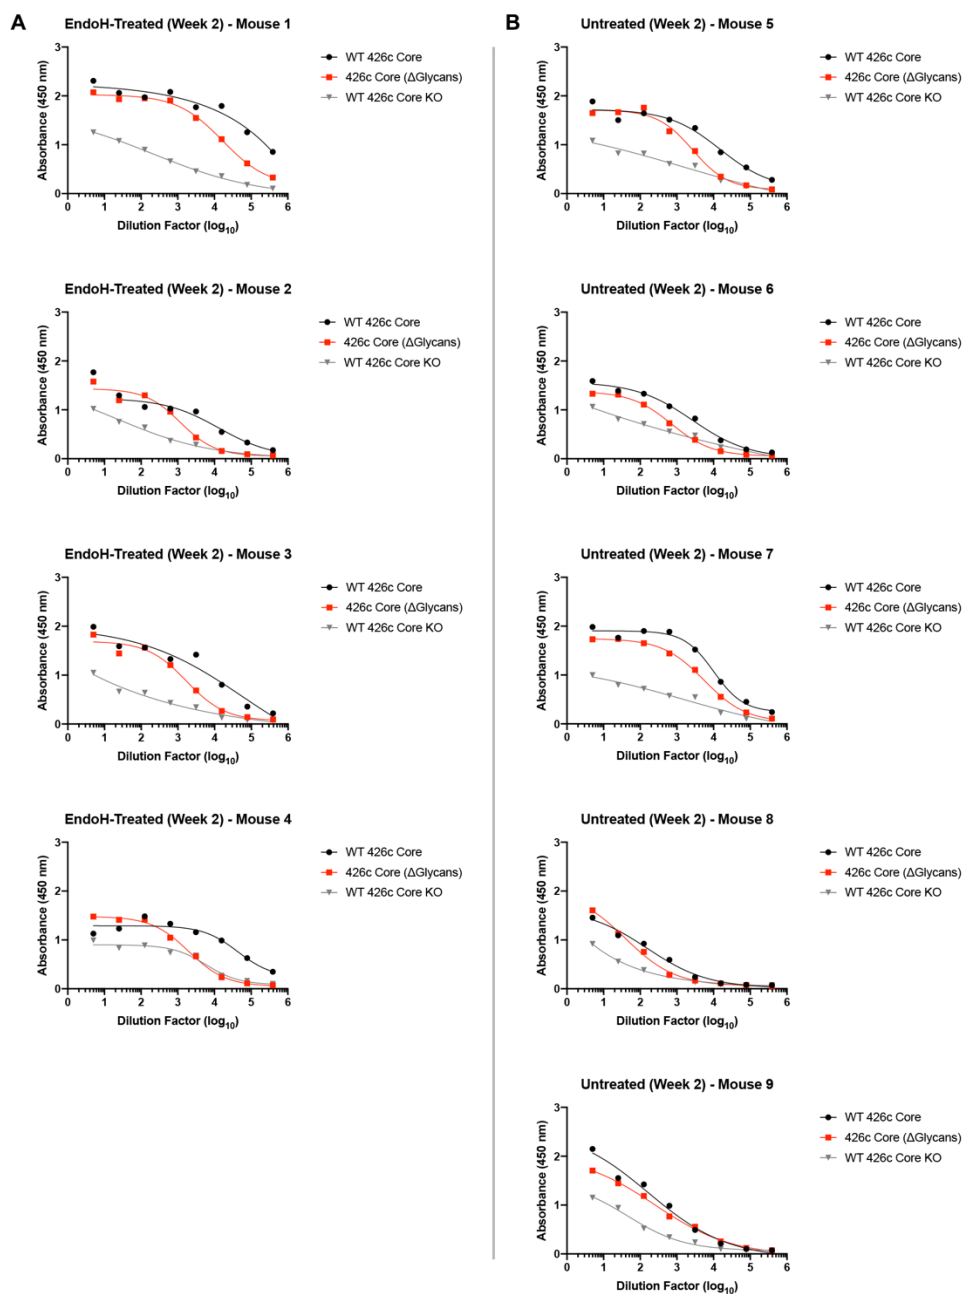 A
EndoH-Treated (Week 2) - Mouse 1
Absorbance (450 nm)
3
2
1
0
0 1 2 3 4 5 6
Dilution Factor (log10)
WT 426c Core
426c Core (ΔGlycans)
WT 426c Core KO
EndoH-Treated (Week 2) - Mouse 2
Absorbance (450 nm)
3
2
1
0
0 1 2 3 4 5 6
Dilution Factor (log10)
WT 426c Core
426c Core (ΔGlycans)
WT 426c Core KO
EndoH-Treated (Week 2) - Mouse 3
Absorbance (450 nm)
3
2
1
0
0 1 2 3 4 5 6
Dilution Factor (log10)
WT 426c Core
426c Core (ΔGlycans)
WT 426c Core KO
EndoH-Treated (Week 2) - Mouse 4
Absorbance (450 nm)
3
2
1
0
0 1 2 3 4 5 6
Dilution Factor (log10)
WT 426c Core
426c Core (ΔGlycans)
WT 426c Core KO
B
Untreated (Week 2) - Mouse 5
Absorbance (450 nm)
3
2
1
0
0 1 2 3 4 5 6
Dilution Factor (log10)
WT 426c Core
426c Core (ΔGlycans)
WT 426c Core KO
Untreated (Week 2) - Mouse 6
Absorbance (450 nm)
3
2
1
0
0 1 2 3 4 5 6
Dilution Factor (log10)
WT 426c Core
426c Core (ΔGlycans)
WT 426c Core KO
Untreated (Week 2) - Mouse 7
Absorbance (450 nm)
3
2
1
0
0 1 2 3 4 5 6
Dilution Factor (log10)
WT 426c Core
426c Core (ΔGlycans)
WT 426c Core KO
Untreated (Week 2) - Mouse 8
Absorbance (450 nm)
3
2
1
0
0 1 2 3 4 5 6
Dilution Factor (log10)
WT 426c Core
426c Core (ΔGlycans)
WT 426c Core KO
Untreated (Week 2) - Mouse 9
Absorbance (450 nm)
3
2
1
0
0 1 2 3 4 5 6
Dilution Factor (log10)
WT 426c Core
426c Core (ΔGlycans)
WT 426c Core KO